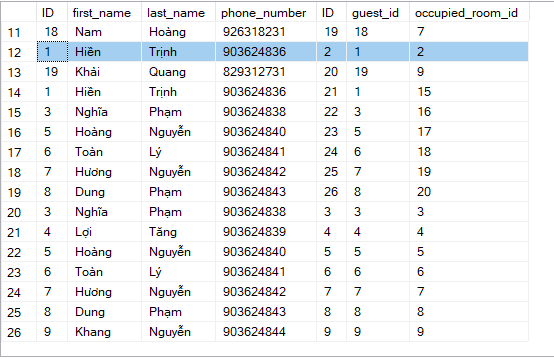 ID first_name last_name phone_number ID guest_id occupied_room_id
11 18 Nam Hoàng 926318231 19 18 7
12 1 Hiền Trịnh 903624836 2 1 2
13 19 Khải Quang 829312731 20 19 9
14 1 Hiền Trịnh 903624836 21 1 15
15 3 Nghĩa Phạm 903624838 22 3 16
16 5 Hoàng Nguyễn 903624840 23 5 17
17 6 Toàn Lý 903624841 24 6 18
18 7 Hương Nguyễn 903624842 25 7 19
19 8 Dung Phạm 903624843 26 8 20
20 3 Nghĩa Phạm 903624838 3 3 3
21 4 Lợi Tăng 903624839 4 4 4
22 5 Hoàng Nguyễn 903624840 5 5 5
23 6 Toàn Lý 903624841 6 6 6
24 7 Hương Nguyễn 903624842 7 7 7
25 8 Dung Phạm 903624843 8 8 8
26 9 Khang Nguyễn 903624844 9 9 9